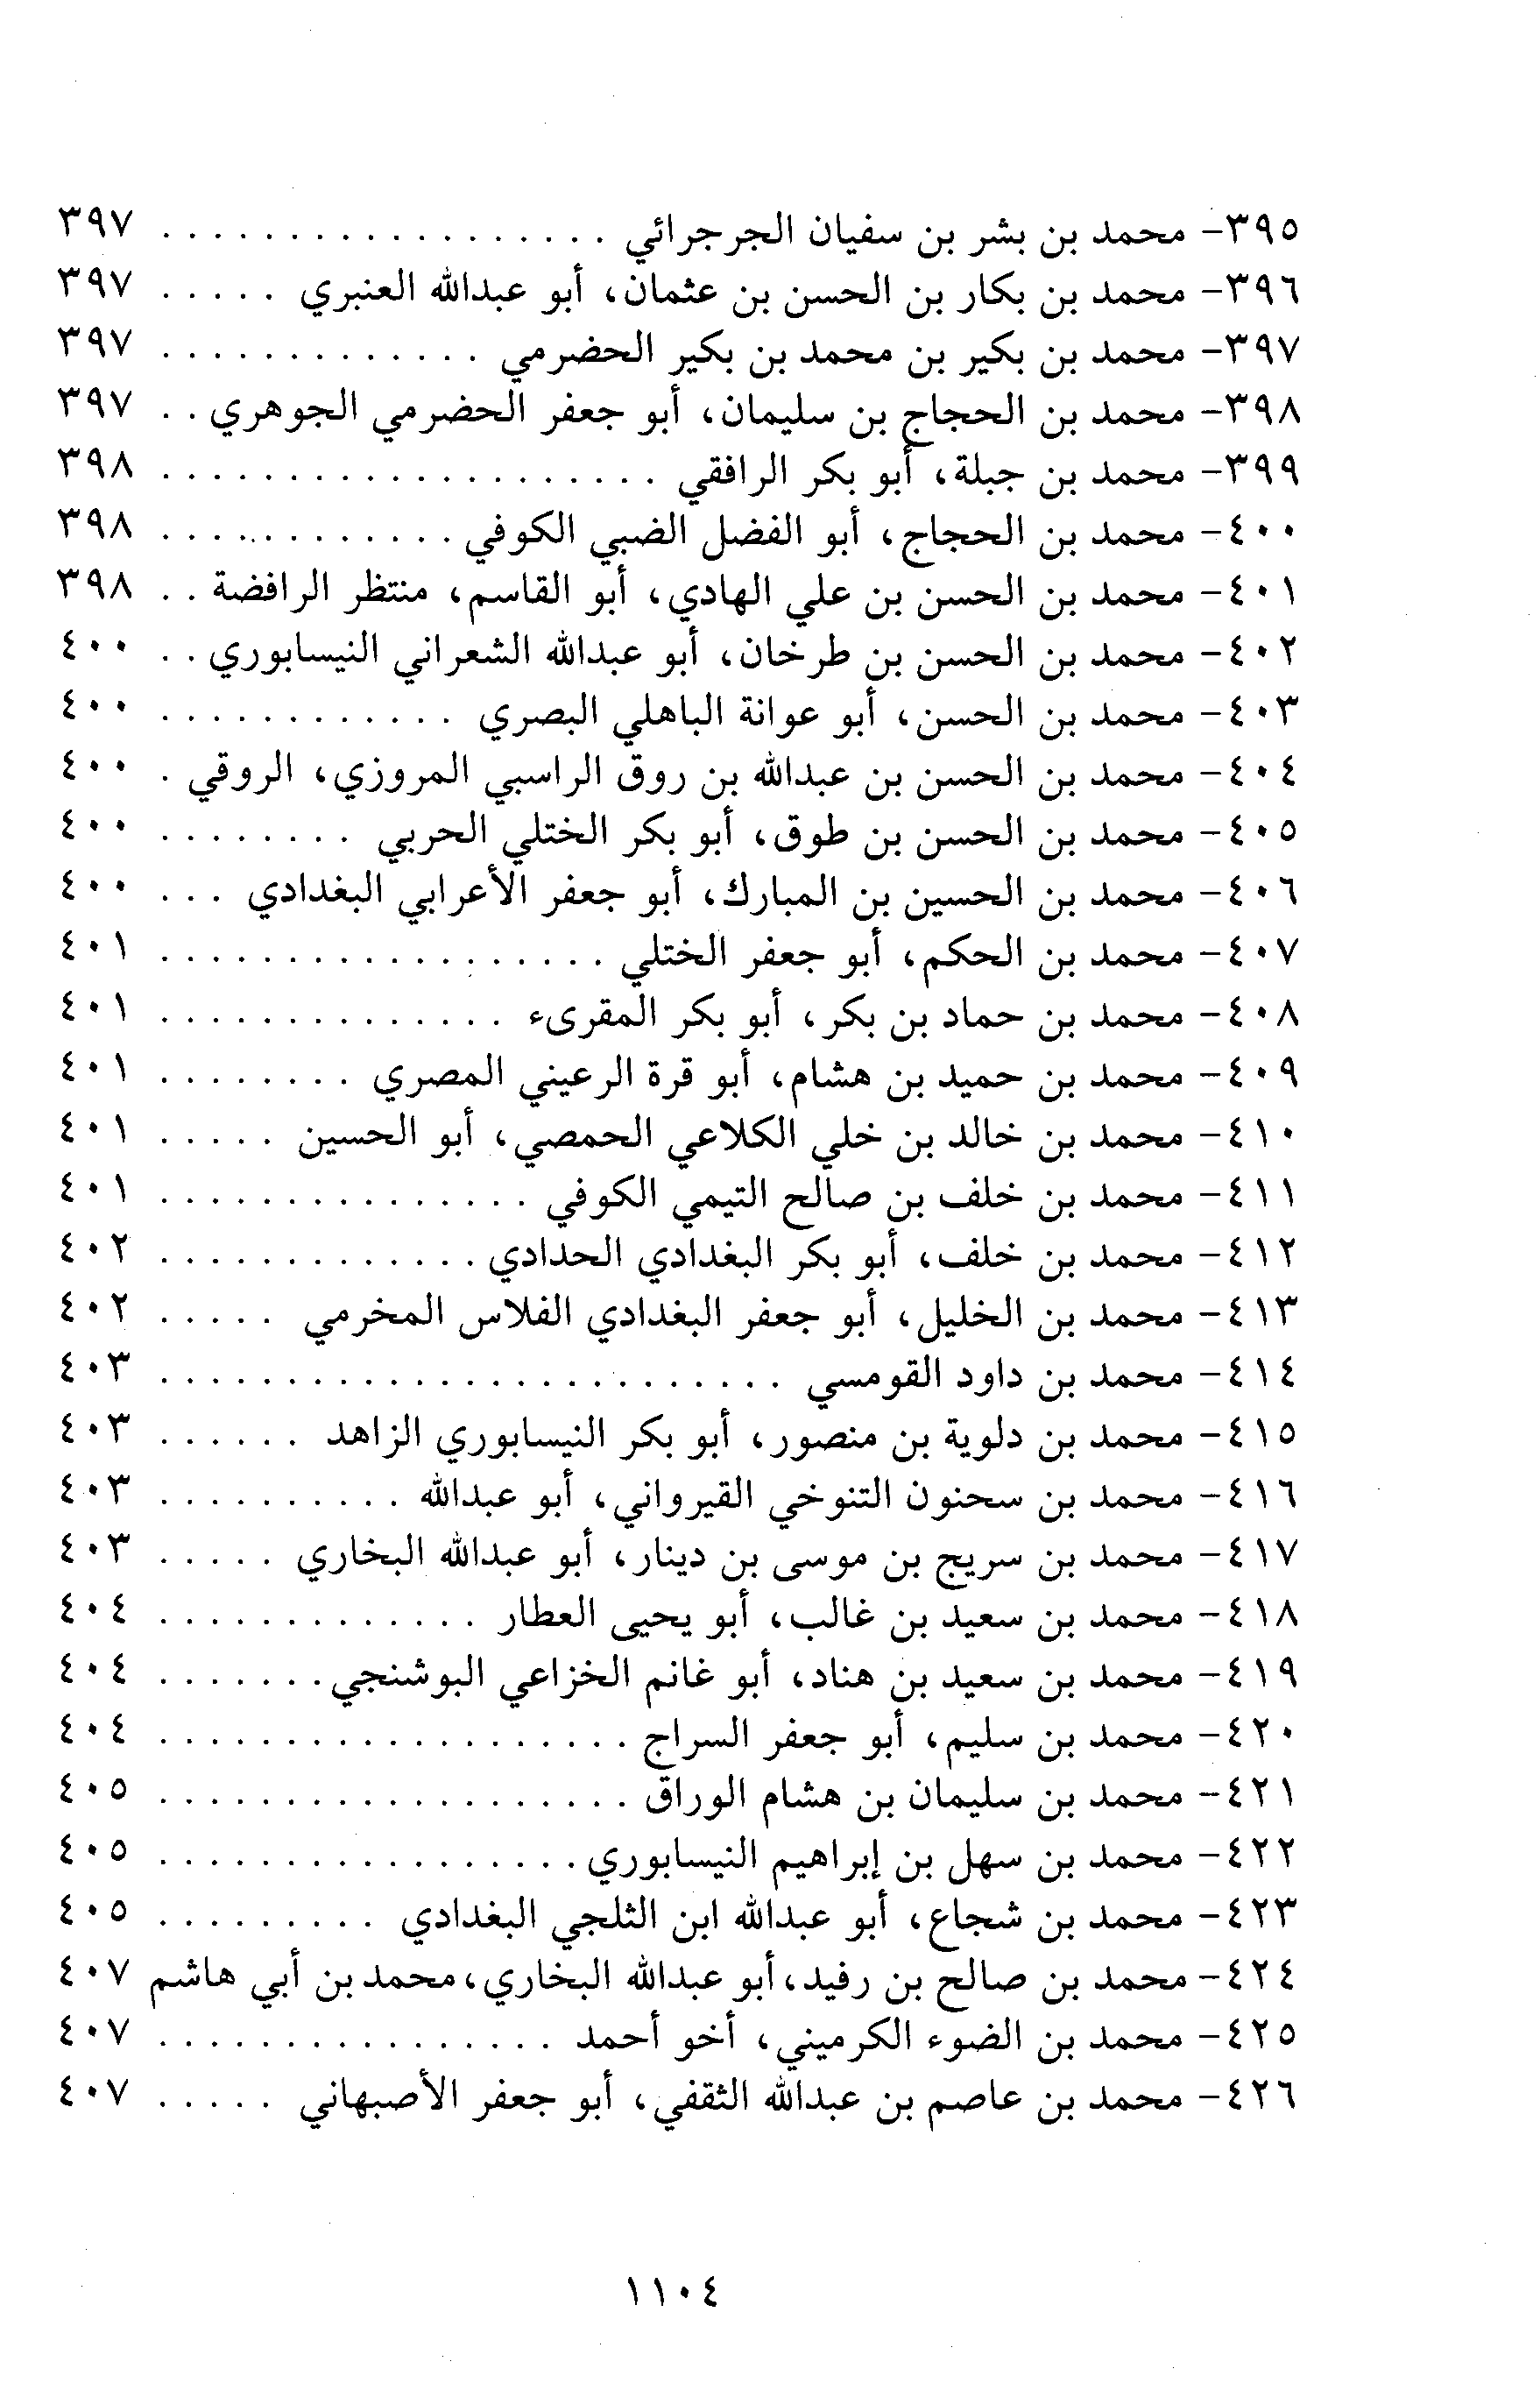 ٣٩٥- محمد بن بشر بن سفيان الجرجرائي . . . . . . . . . . . . . . . . . . ٣٩٧
٣٩٦- محمد بن بكار بن الحسن بن عثمان، أبو عبدالله العنبري . . . . . ٣٩٧
٣٩٧- محمد بن بكير بن محمد بن بكير الحضرمي . . . . . . . . . . . . . ٣٩٧
٣٩٨- محمد بن الحجاج بن سليمان، أبو جعفر الحضرمي الجوهري . . ٣٩٧
٣٩٩- محمد بن جبلة، أبو بكر الرافقي . . . . . . . . . . . . . . . . . . . . ٣٩٨
٤٠٠- محمد بن الحجاج، أبو الفضل الضبي الكوفي . . . . . . . . . . . . ٣٩٨
٤٠١- محمد بن الحسن بن علي الهادي، أبو القاسم، منتظر الرافضة . . ٣٩٨
٤٠٢- محمد بن الحسن بن طرخان، أبو عبدالله الشعراني النيسابوري . . ٤٠٠
٤٠٣- محمد بن الحسن، أبو عوانة الباهلي البصري . . . . . . . . . . . . ٤٠٠
٤٠٤- محمد بن الحسن بن عبدالله بن روق الراسبي المروزي، الروقي . ٤٠٠
٤٠٥- محمد بن الحسن بن طوق، أبو بكر الختلي الحربي . . . . . . . . ٤٠٠
٤٠٦- محمد بن الحسين بن المبارك، أبو جعفر الأعرابي البغدادي . . . ٤٠٠
٤٠٧- محمد بن الحكم، أبو جعفر الختلي . . . . . . . . . . . . . . . . . . ٤٠١
٤٠٨- محمد بن حماد بن بكر، أبو بكر المقرىء . . . . . . . . . . . . . . ٤٠١
٤٠٩- محمد بن حميد بن هشام، أبو قرة الرعيني المصري . . . . . . . . ٤٠١
٤١٠- محمد بن خالد بن خلي الكلاعي الحمصي، أبو الحسين . . . . . ٤٠١
٤١١- محمد بن خلف بن صالح التيمي الكوفي . . . . . . . . . . . . . . . ٤٠١
٤١٢- محمد بن خلف، أبو بكر البغدادي الحدادي . . . . . . . . . . . . . ٤٠٢
٤١٣- محمد بن الخليل، أبو جعفر البغدادي الفلاس المخرمي . . . . . ٤٠٢
٤١٤- محمد بن داود القومسي . . . . . . . . . . . . . . . . . . . . . . . . . ٤٠٣
٤١٥- محمد بن دلوية بن منصور، أبو بكر النيسابوري الزاهد . . . . . . ٤٠٣
٤١٦- محمد بن سحنون التنوخي القيرواني، أبو عبدالله . . . . . . . . . . ٤٠٣
٤١٧- محمد بن سريج بن موسى بن دينار، أبو عبدالله البخاري . . . . . ٤٠٣
٤١٨- محمد بن سعيد بن غالب، أبو يحيى العطار . . . . . . . . . . . . . ٤٠٤
٤١٩- محمد بن سعيد بن هناد، أبو غانم الخزاعي البوشنجي . . . . . . . ٤٠٤
٤٢٠- محمد بن سليم، أبو جعفر السراج . . . . . . . . . . . . . . . . . . . ٤٠٤
٤٢١- محمد بن سليمان بن هشام الوراق . . . . . . . . . . . . . . . . . . . ٤٠٥
٤٢٢- محمد بن سهل بن إبراهيم النيسابوري . . . . . . . . . . . . . . . . . ٤٠٥
٤٢٣- محمد بن شجاع، أبو عبدالله ابن الثلجي البغدادي . . . . . . . . . ٤٠٥
٤٢٤- محمد بن صالح بن رفيد، أبو عبدالله البخاري، محمد بن أبي هاشم ٤٠٧
٤٢٥- محمد بن الضوء الكرميني، أخو أحمد . . . . . . . . . . . . . . . . ٤٠٧
٤٢٦- محمد بن عاصم بن عبدالله الثقفي، أبو جعفر الأصبهاني . . . . . ٤٠٧
١١٠٤